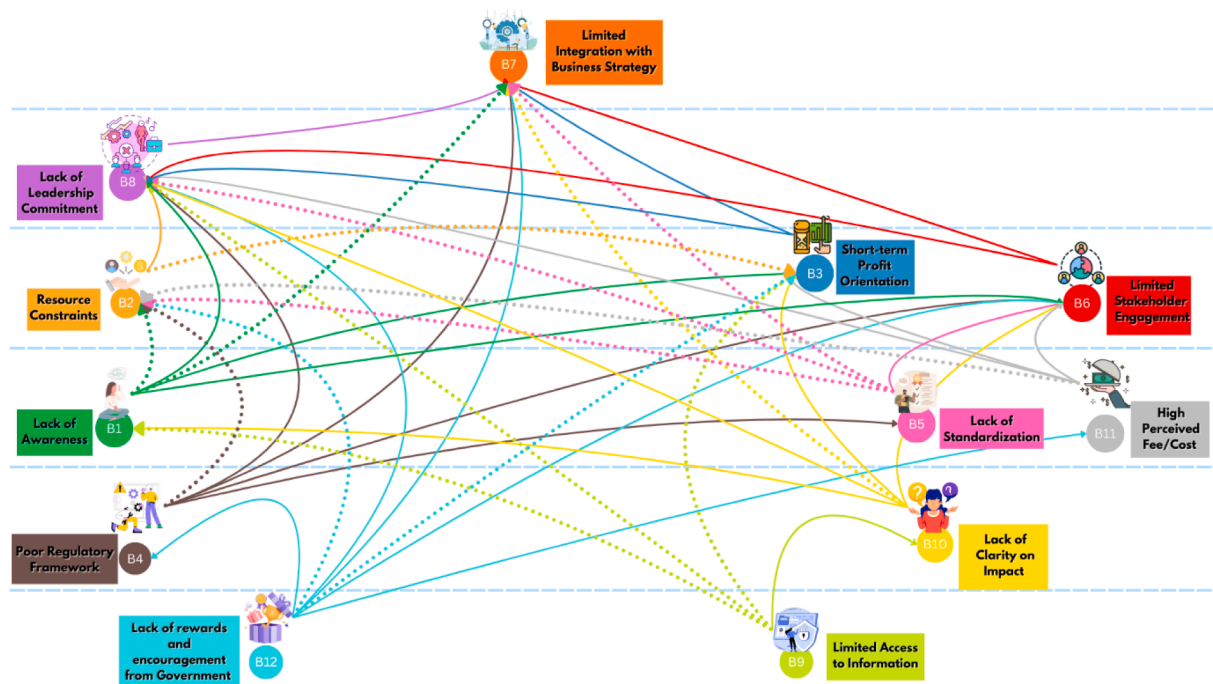 Limited
Integration with
Business Strategy
B7
Lack of
Leadership
Commitment
B8
Short-term
Profit
Orientation
B3
Resource
Constraints
B2
Limited
Stakeholder
Engagement
B6
Lack of
Awareness
B1
Lack of
Standardization
B5
High
Perceived
Fee/Cost
B11
Poor Regulatory
Framework
B4
Lack of
Clarity on
Impact
B10
Lack of rewards
and
encouragement
from Government
B12
Limited Access
to Information
B9